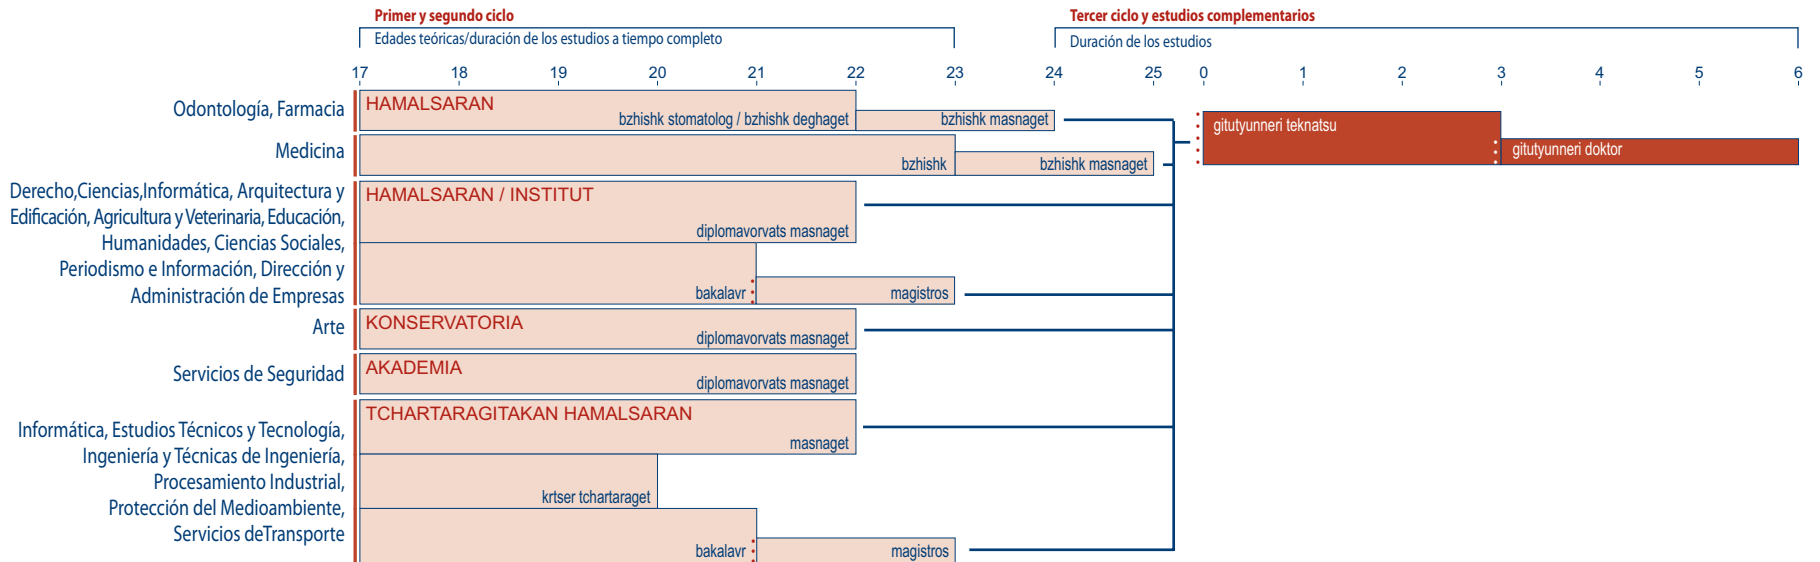 Primer y segundo ciclo
Edades teóricas/duración de los estudios a tiempo completo
Tercer ciclo y estudios complementarios
Duración de los estudios
17 18 19 20 21 22 23 24 25 0 1 2 3 4 5 6
Odontología, Farmacia
HAMALSARAN
bzhishk stomatolog / bzhishk deghaget
bzhishk masnaget
gitutyunneri teknatsu
gitutyunneri doktor
Medicina
bzhishk
bzhishk masnaget
Derecho,Ciencias,Informática, Arquitectura y
Edificación, Agricultura y Veterinaria, Educación,
Humanidades, Ciencias Sociales,
Periodismo e Información, Dirección y
Administración de Empresas
HAMALSARAN / INSTITUT
diplomavorvats masnaget
bakalavr
magistros
Arte
KONSERVATORIA
diplomavorvats masnaget
Servicios de Seguridad
AKADEMIA
diplomavorvats masnaget
Informática, Estudios Técnicos y Tecnología,
Ingeniería y Técnicas de Ingeniería,
Procesamiento Industrial,
Protección del Medioambiente,
Servicios deTransporte
TCHARTARAGITAKAN HAMALSARAN
masnaget
krtser tchartaraget
bakalavr
magistros